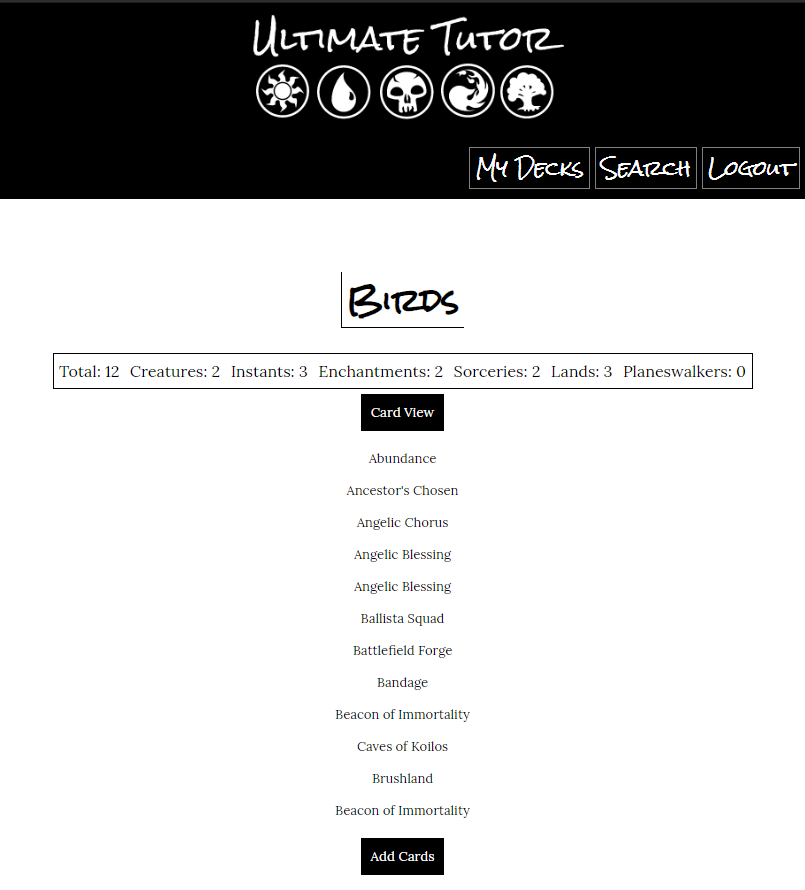 Ultimate Tutor
My Decks Search Logout
Birds
Total: 12 Creatures: 2 Instants: 3 Enchantments: 2 Sorceries: 2 Lands: 3 Planeswalkers: 0
Card View
Abundance
Ancestor's Chosen
Angelic Chorus
Angelic Blessing
Angelic Blessing
Ballista Squad
Battlefield Forge
Bandage
Beacon of Immortality
Caves of Koilos
Brushland
Beacon of Immortality
Add Cards